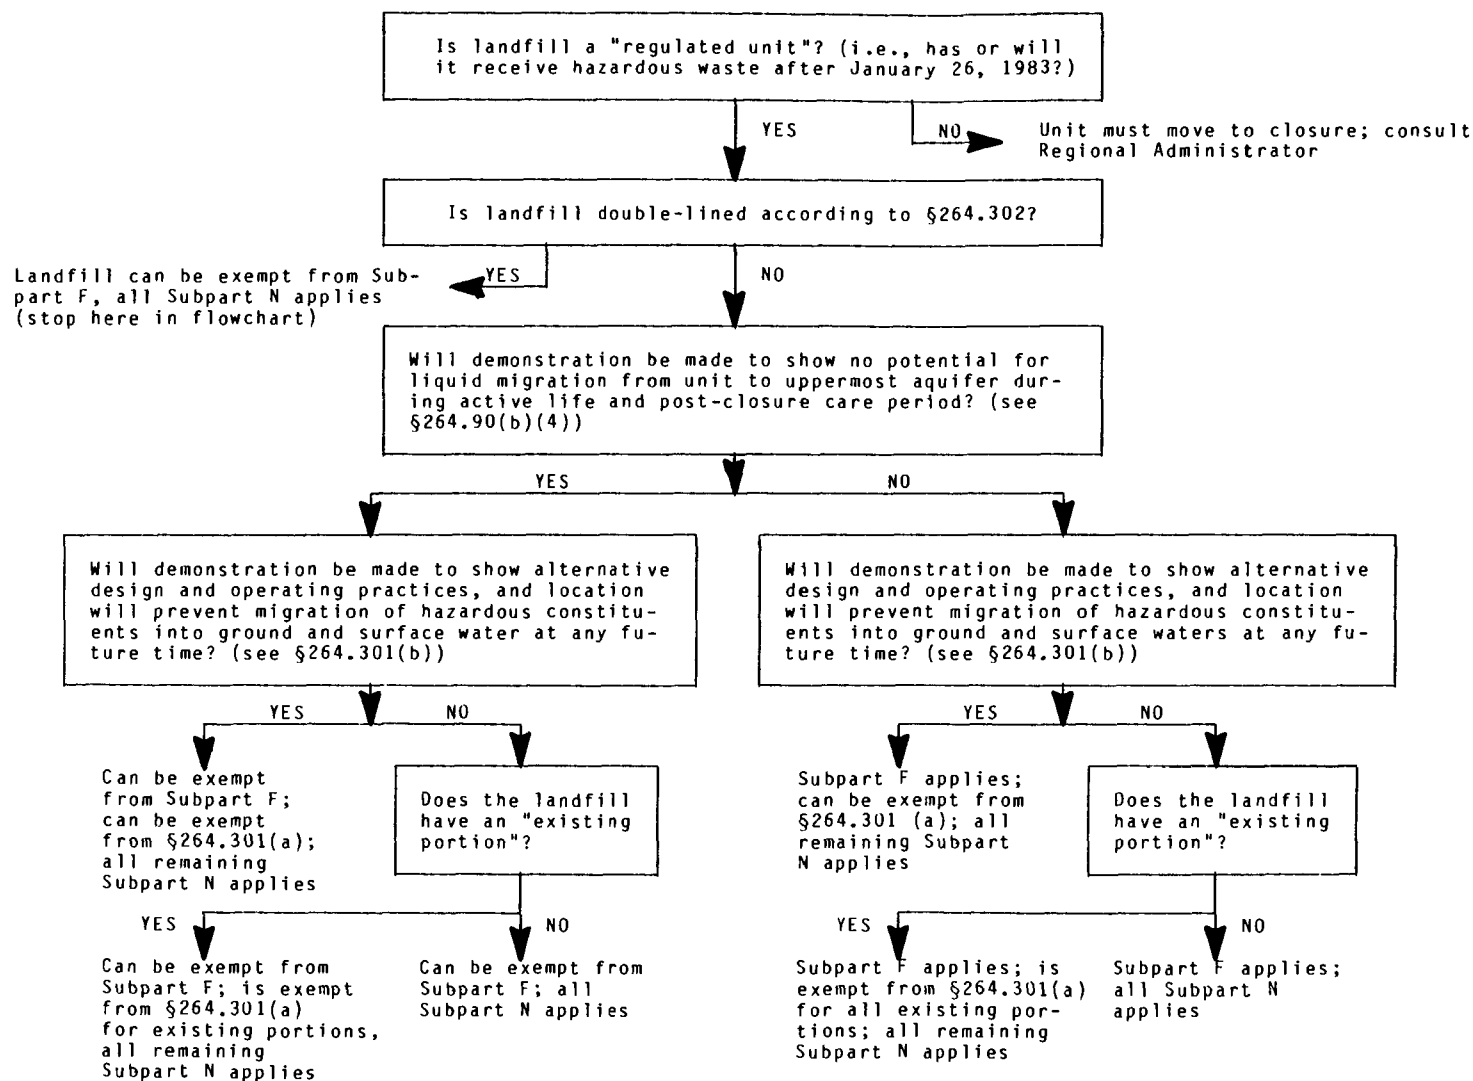 Is landfill a "regulated unit"? (i.e., has or will
it receive hazardous waste after January 26, 1983?)
YES
NO
Unit must move to closure; consult
Regional Administrator
Is landfill double-lined according to §264.302?
YES
Landfill can be exempt from Sub-
part F, all Subpart N applies
(stop here in flowchart)
NO
Will demonstration be made to show no potential for
liquid migration from unit to uppermost aquifer dur-
ing active life and post-closure care period? (see
§264.90(b)(4))
YES
NO
Will demonstration be made to show alternative
design and operating practices, and location
will prevent migration of hazardous constitu-
ents into ground and surface water at any fu-
ture time? (see §264.301(b))
Will demonstration be made to show alternative
design and operating practices, and location
will prevent migration of hazardous constitu-
ents into ground and surface waters at any fu-
ture time? (see §264.301(b))
YES
NO
YES
NO
Can be exempt
from Subpart F;
can be exempt
from §264.301(a);
all remaining
Subpart N applies
Does the landfill
have an "existing
portion"?
Subpart F applies;
can be exempt from
§264.301 (a); all
remaining Subpart
N applies
Does the landfill
have an "existing
portion"?
YES
NO
YES
NO
Can be exempt from
Subpart F; is exempt
from §264.301(a)
for existing portions,
all remaining
Subpart N applies
Can be exempt from
Subpart F; all
Subpart N applies
Subpart F applies; is
exempt from §264.301(a)
for all existing por-
tions; all remaining
Subpart N applies
Subpart F applies;
all Subpart N
applies